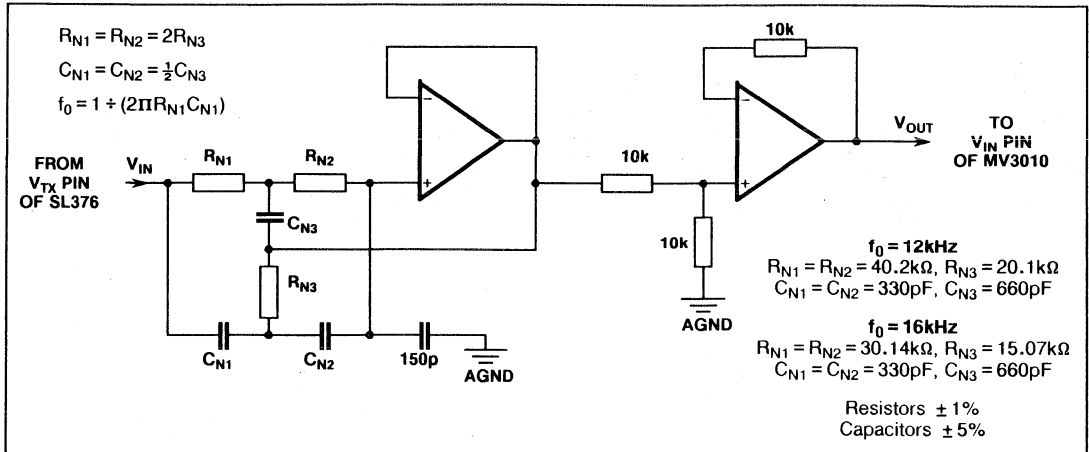 R_N1 = R_N2 = 2R_N3
C_N1 = C_N2 = ½C_N3
f_0 = 1 ÷ (2ΠR_N1C_N1)
FROM
V_TX PIN
OF SL376
V_IN
R_N1
R_N2
C_N3
R_N3
C_N1
C_N2
150p
AGND
−
+
10k
10k
AGND
10k
−
+
V_OUT
TO
V_IN PIN
OF MV3010
f_0 = 12kHz
R_N1 = R_N2 = 40.2kΩ, R_N3 = 20.1kΩ
C_N1 = C_N2 = 330pF, C_N3 = 660pF
f_0 = 16kHz
R_N1 = R_N2 = 30.14kΩ, R_N3 = 15.07kΩ
C_N1 = C_N2 = 330pF, C_N3 = 660pF
Resistors ± 1%
Capacitors ± 5%